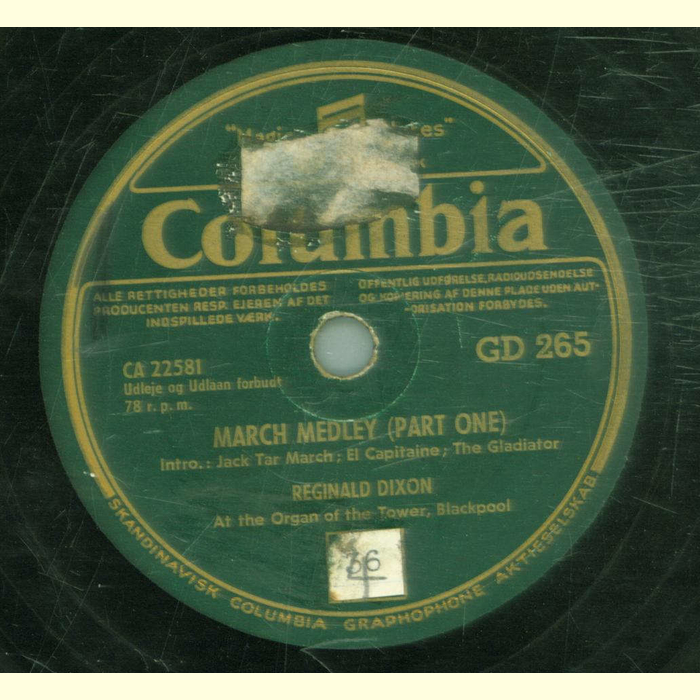 Columbia
ALLE RETTIGHEDER FORBEHOLDES
PRODUCENTEN RESP. EJEREN AF DET
INDSPILLEDE VÆRK.
OFFENTLIG UDFØRELSE, RADIOUDSENDELSE
OG KOPIERING AF DENNE PLADE UDEN AUT-
ORISATION FORBYDES.
GD 265
CA 22581
Udleje og Udlaan forbudt
78 r.p.m.
MARCH MEDLEY (PART ONE)
Intro.: Jack Tar March; El Capitaine; The Gladiator
REGINALD DIXON
At the Organ of the Tower, Blackpool
36
SKANDINAVISK COLUMBIA GRAPHOPHONE AKTIESELSKAB